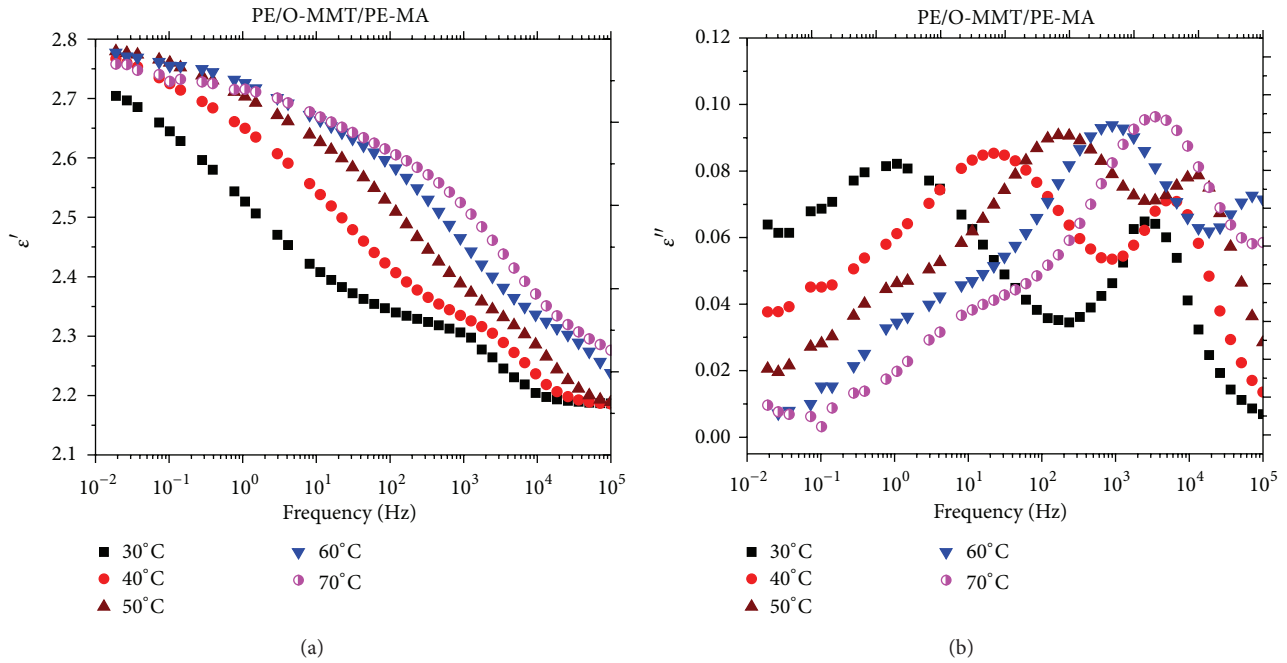 PE/O-MMT/PE-MA
2.8
2.7
2.6
2.5
2.4
2.3
2.2
2.1
ε′
10⁻² 10⁻¹ 10⁰ 10¹ 10² 10³ 10⁴ 10⁵
Frequency (Hz)
30°C
40°C
50°C
60°C
70°C
(a)
PE/O-MMT/PE-MA
0.12
0.10
0.08
0.06
0.04
0.02
0.00
ε″
10⁻² 10⁻¹ 10⁰ 10¹ 10² 10³ 10⁴ 10⁵
Frequency (Hz)
30°C
40°C
50°C
60°C
70°C
(b)